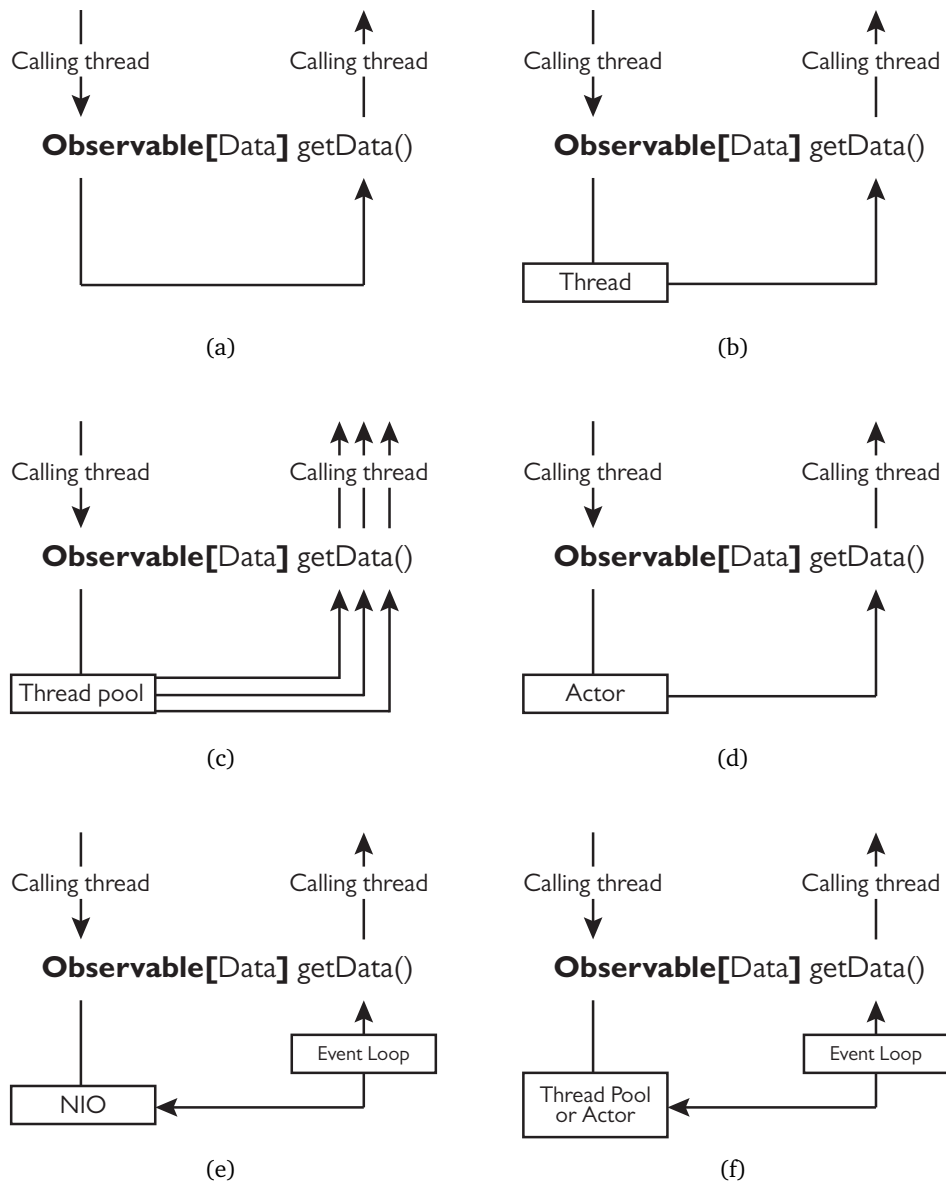 Calling thread Calling thread
Observable[Data] getData()
(a)
Calling thread Calling thread
Observable[Data] getData()
Thread
(b)
Calling thread Calling thread
Observable[Data] getData()
Thread pool
(c)
Calling thread Calling thread
Observable[Data] getData()
Actor
(d)
Calling thread Calling thread
Observable[Data] getData()
Event Loop
NIO
(e)
Calling thread Calling thread
Observable[Data] getData()
Event Loop
Thread Pool
or Actor
(f)